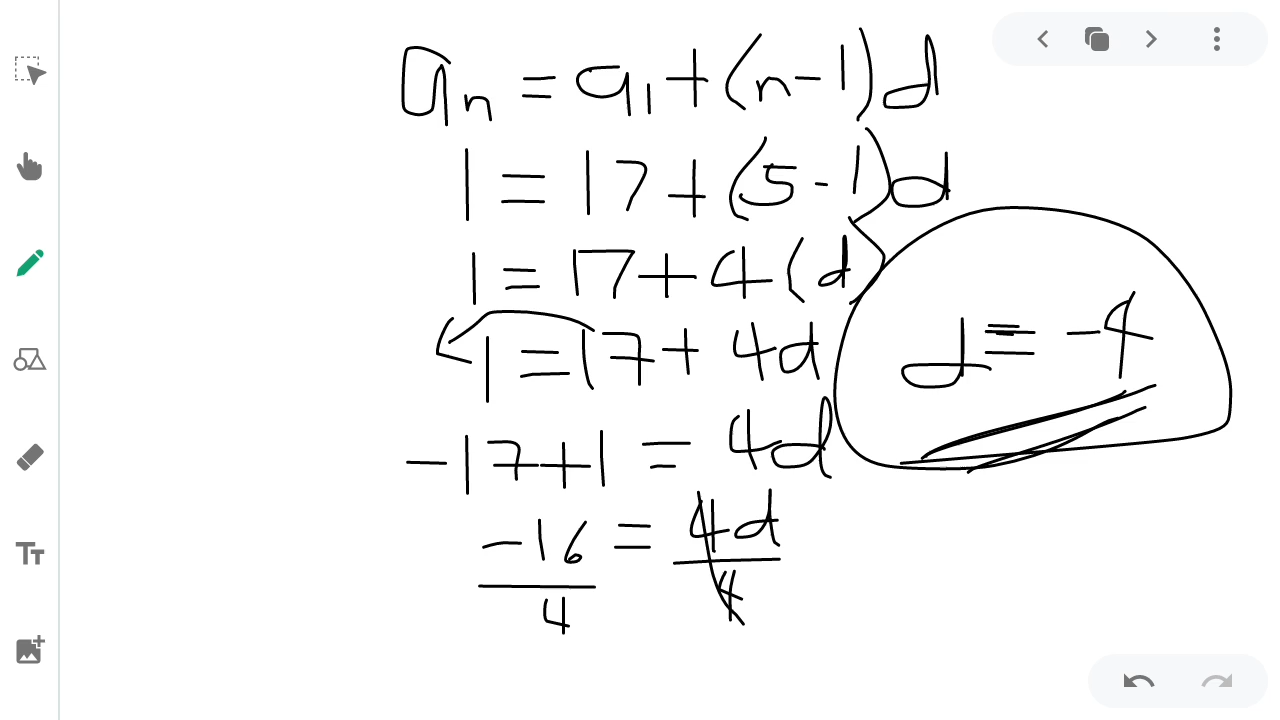 an = a1 + (n-1)d
1 = 17 + (5-1)d
1 = 17 + 4(d)
1 = 17 + 4d
-17+1 = 4d
-16 = 4d
4 4
d = -4
Tт